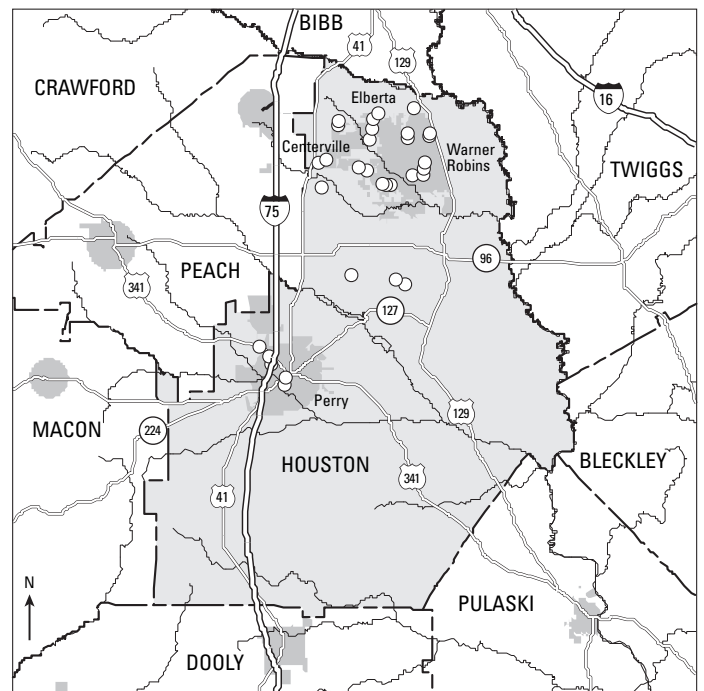 BIBB
41
129
CRAWFORD
Elberta
16
Centerville
Warner
Robins
TWIGGS
75
96
PEACH
341
127
Perry
129
MACON
224
HOUSTON
BLECKLEY
341
41
N
PULASKI
DOOLY